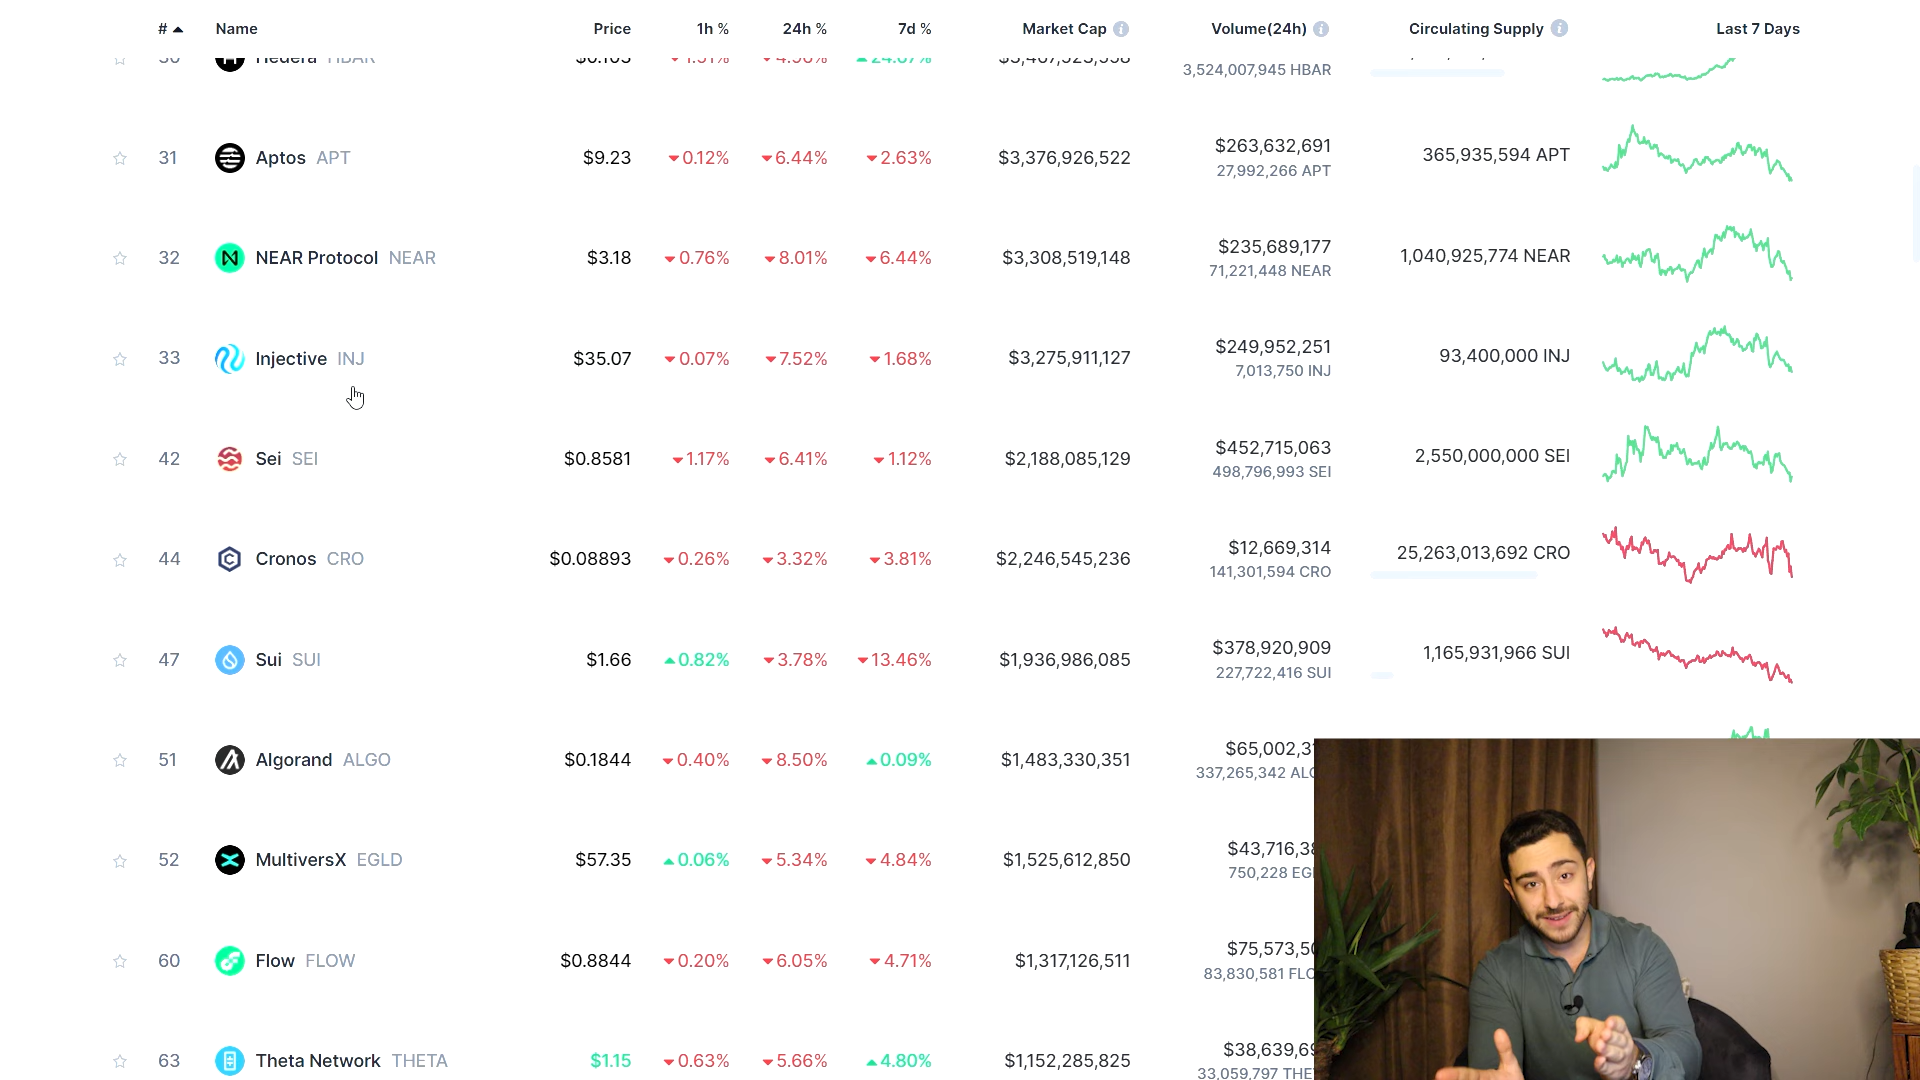 # Name Price 1h % 24h % 7d % Market Cap Volume(24h) Circulating Supply Last 7 Days
3,524,007,945 HBAR
31 Aptos APT $9.23 0.12% 6.44% 2.63% $3,376,926,522 $263,632,691 365,935,594 APT
27,992,266 APT
32 NEAR Protocol NEAR $3.18 0.76% 8.01% 6.44% $3,308,519,148 $235,689,177 1,040,925,774 NEAR
71,221,448 NEAR
33 Injective INJ $35.07 0.07% 7.52% 1.68% $3,275,911,127 $249,952,251 93,400,000 INJ
7,013,750 INJ
42 Sei SEI $0.8581 1.17% 6.41% 1.12% $2,188,085,129 $452,715,063 2,550,000,000 SEI
498,796,993 SEI
44 Cronos CRO $0.08893 0.26% 3.32% 3.81% $2,246,545,236 $12,669,314 25,263,013,692 CRO
141,301,594 CRO
47 Sui SUI $1.66 0.82% 3.78% 13.46% $1,936,986,085 $378,920,909 1,165,931,966 SUI
227,722,416 SUI
51 Algorand ALGO $0.1844 0.40% 8.50% 0.09% $1,483,330,351
337,265,342
52 MultiversX EGLD $57.35 0.06% 5.34% 4.84% $1,525,612,850
750,228
60 Flow FLOW $0.8844 0.20% 6.05% 4.71% $1,317,126,511
83,830,581
63 Theta Network THETA $1.15 0.63% 5.66% 4.80% $1,152,285,825
33,059,797